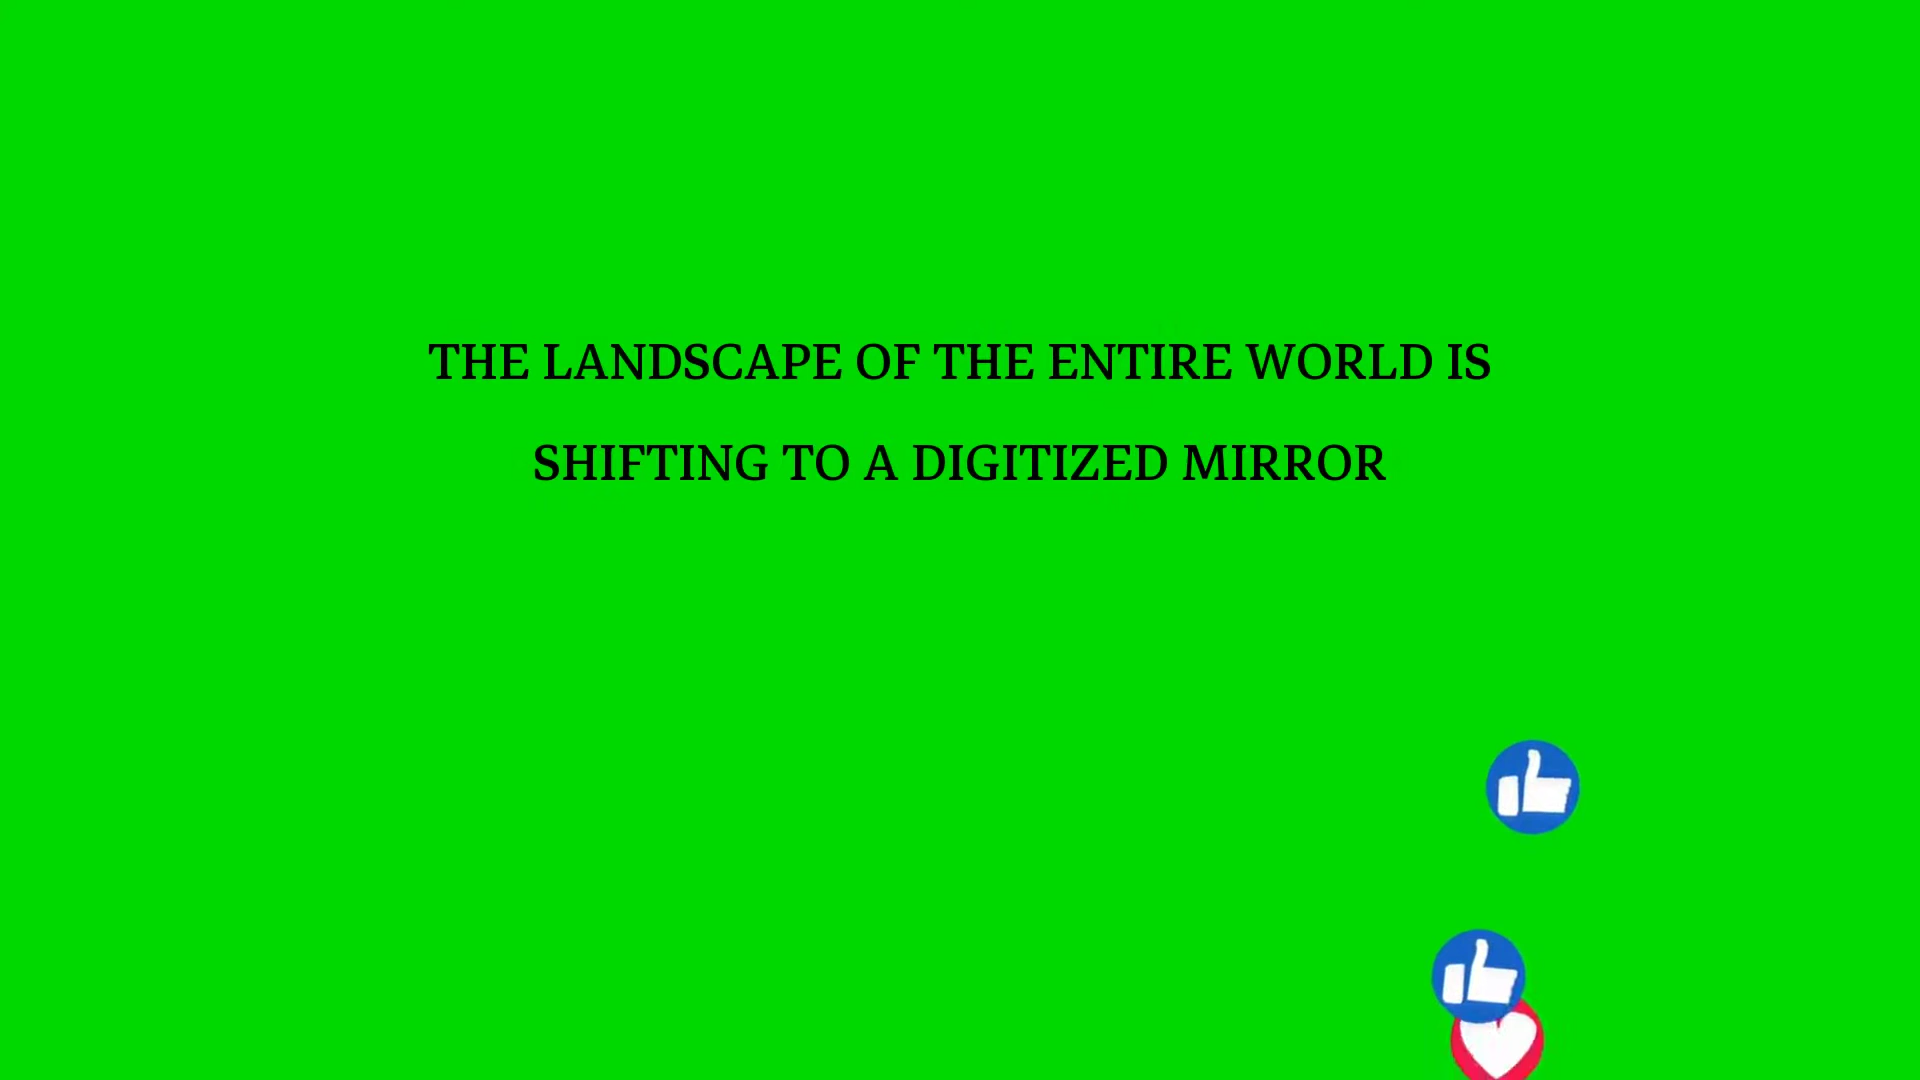 THE LANDSCAPE OF THE ENTIRE WORLD IS
SHIFTING TO A DIGITIZED MIRROR